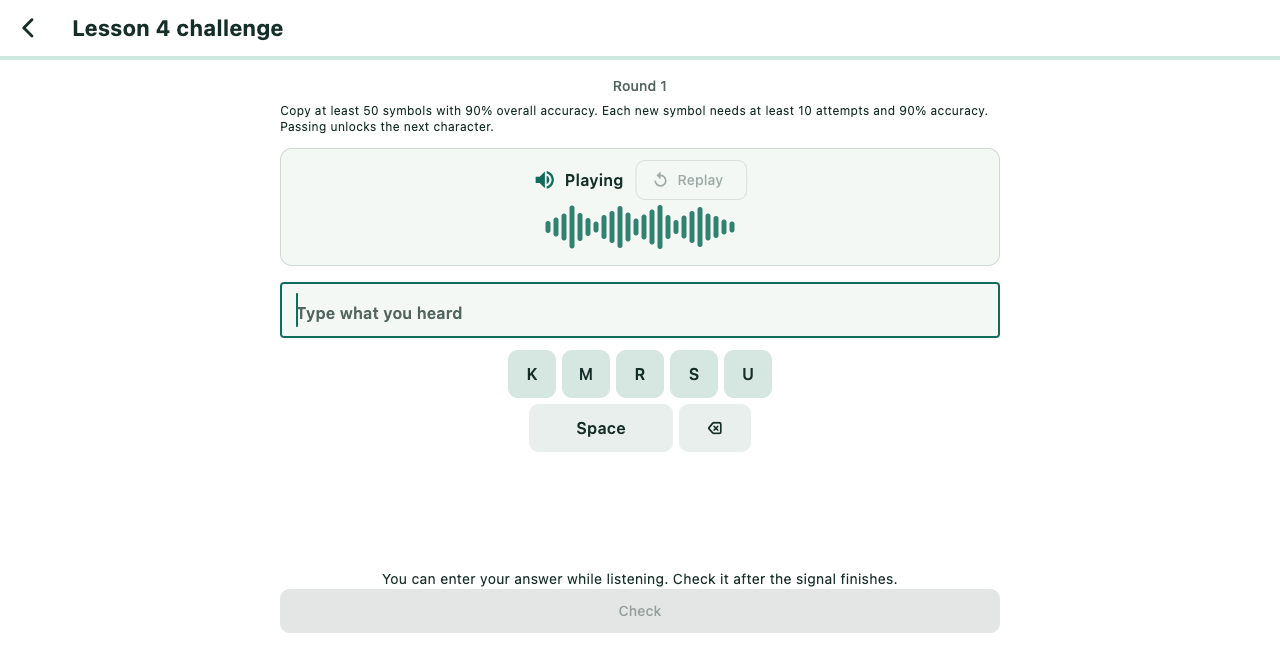 Lesson 4 challenge
Round 1
Copy at least 50 symbols with 90% overall accuracy. Each new symbol needs at least 10 attempts and 90% accuracy.
Passing unlocks the next character.
Playing
Replay
Type what you heard
K M R S U
Space
You can enter your answer while listening. Check it after the signal finishes.
Check